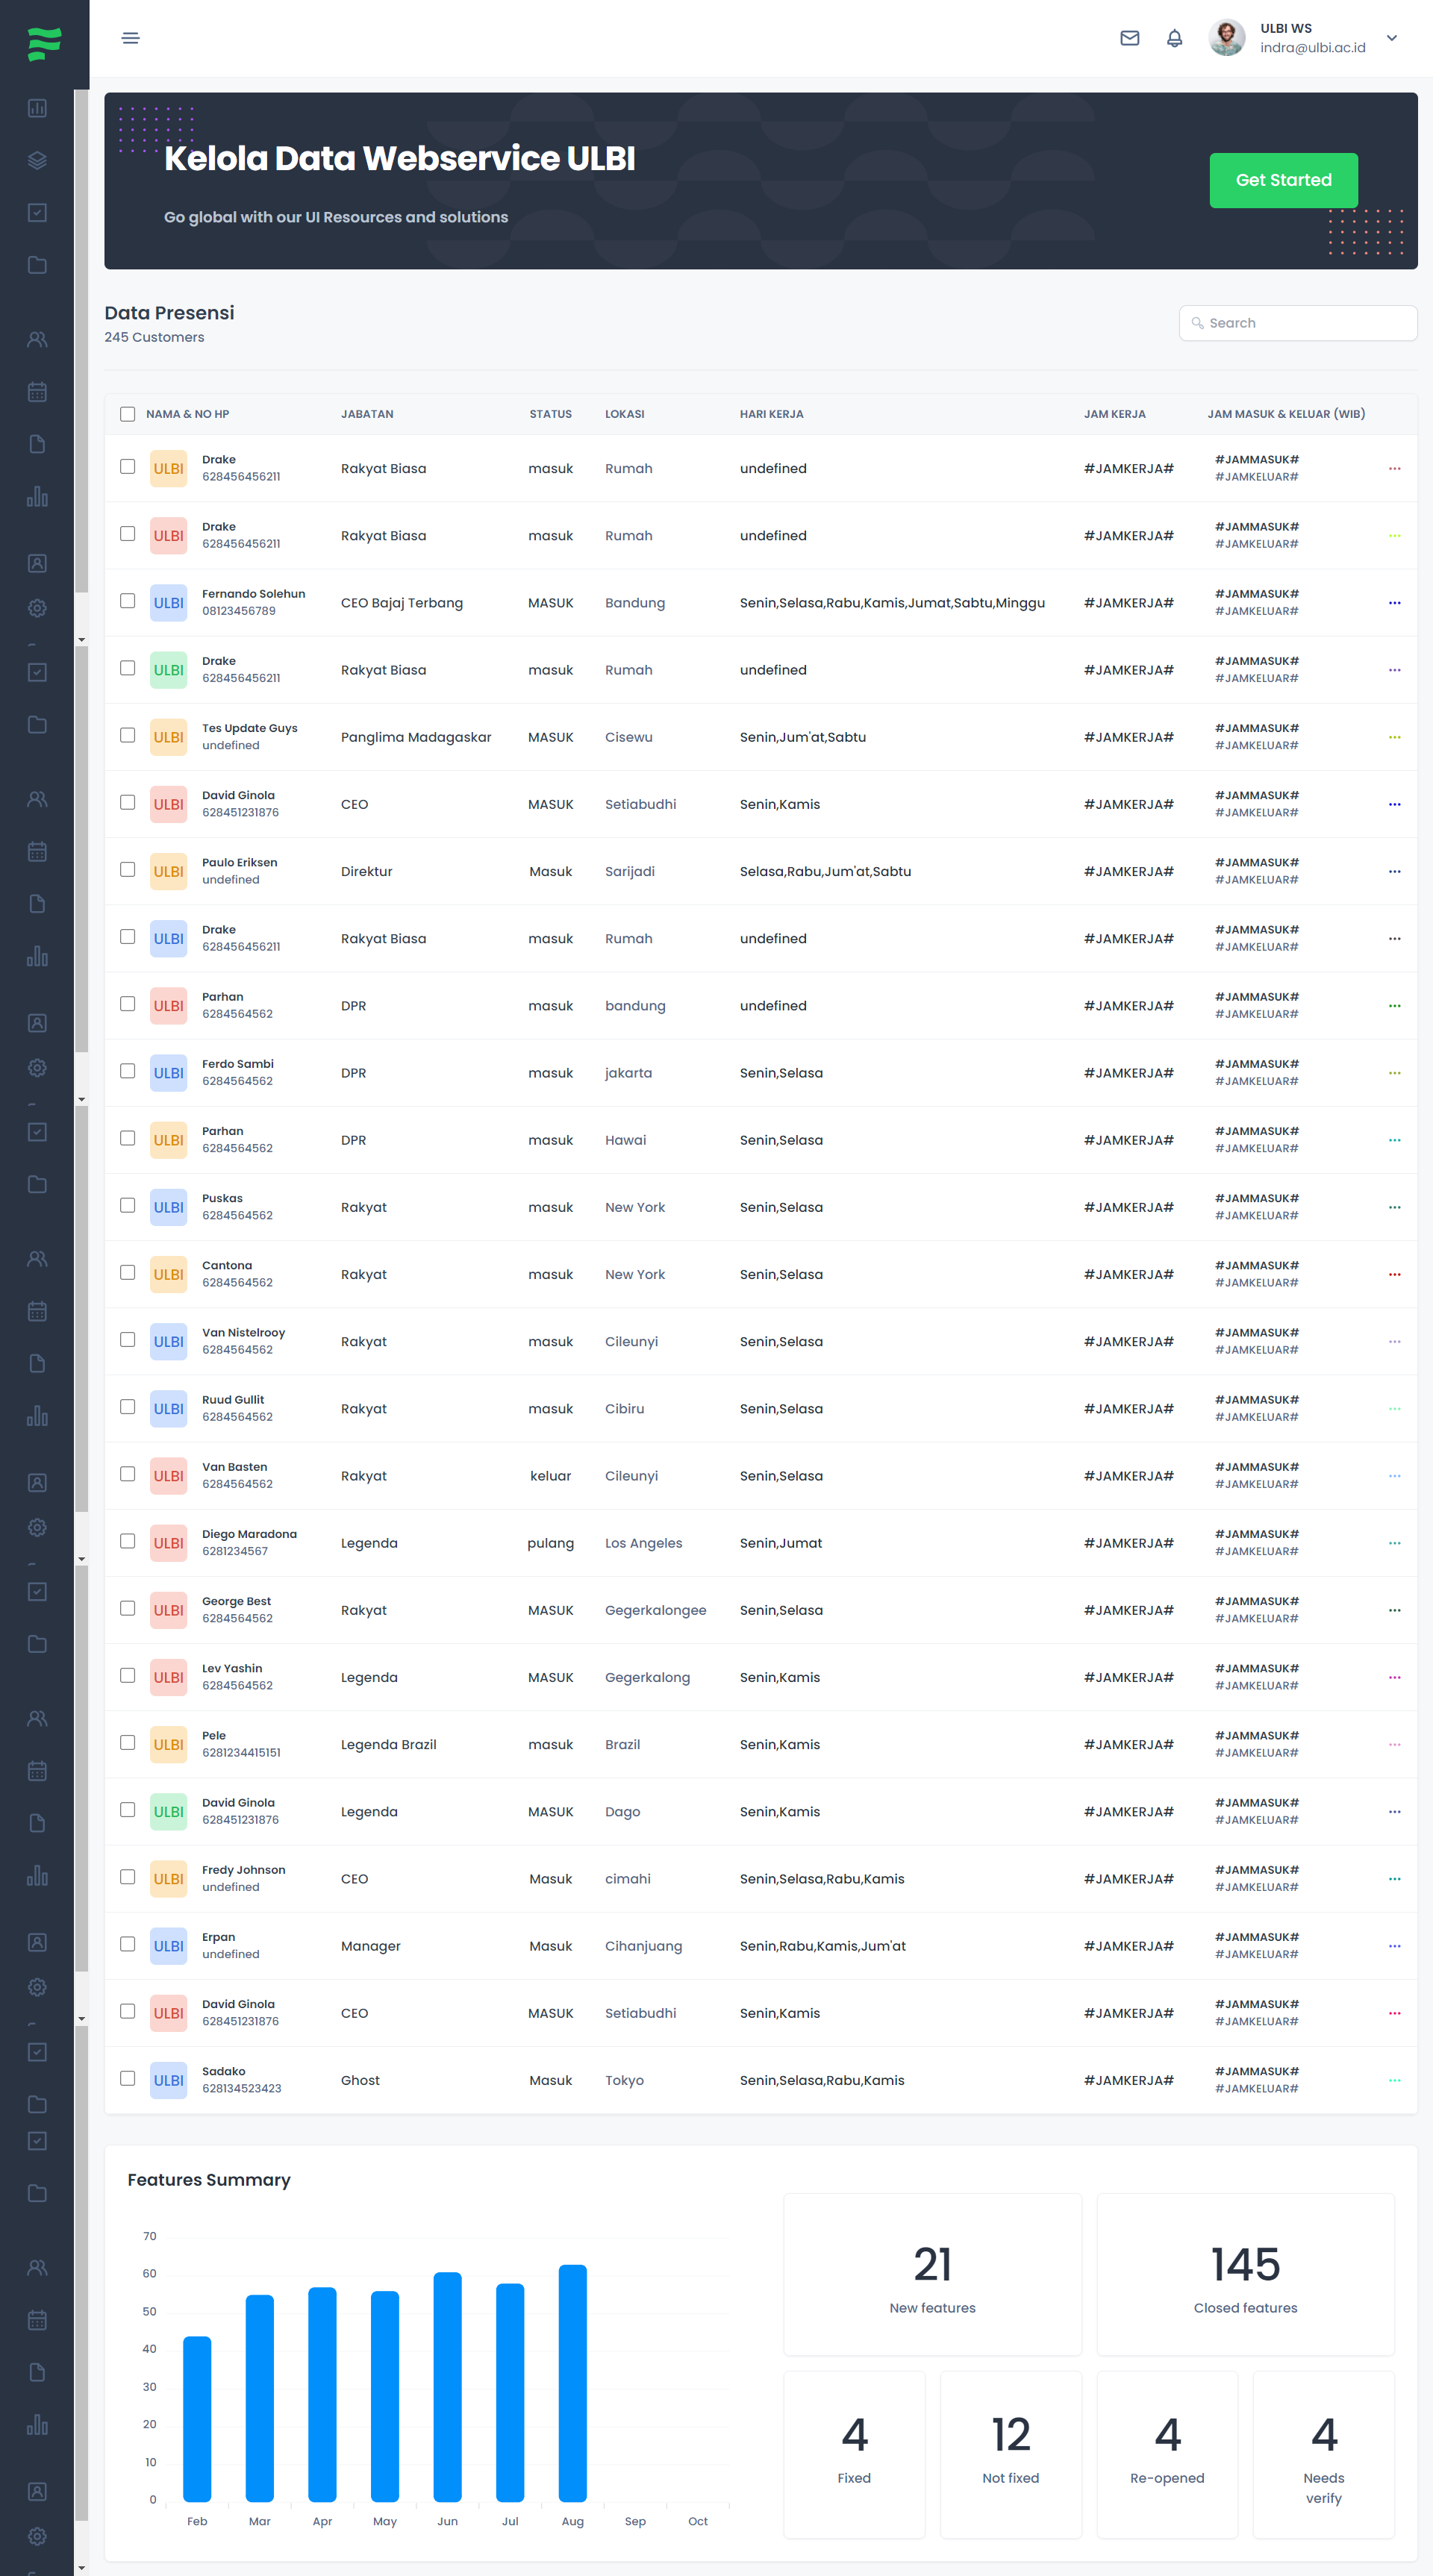 ULBI WS
indra@ulbi.ac.id
Kelola Data Webservice ULBI
Go global with our UI Resources and solutions
Get Started
Data Presensi
245 Customers
Search
NAMA & NO HP JABATAN STATUS LOKASI HARI KERJA JAM KERJA JAM MASUK & KELUAR (WIB)
ULBI Drake 628456456211 Rakyat Biasa masuk Rumah undefined #JAMKERJA# #JAMMASUK# #JAMKELUAR# ...
ULBI Drake 628456456211 Rakyat Biasa masuk Rumah undefined #JAMKERJA# #JAMMASUK# #JAMKELUAR# ...
ULBI Fernando Solehun 08123456789 CEO Bajaj Terbang MASUK Bandung Senin,Selasa,Rabu,Kamis,Jumat,Sabtu,Minggu #JAMKERJA# #JAMMASUK# #JAMKELUAR# ...
ULBI Drake 628456456211 Rakyat Biasa masuk Rumah undefined #JAMKERJA# #JAMMASUK# #JAMKELUAR# ...
ULBI Tes Update Guys undefined Panglima Madagaskar MASUK Cisewu Senin,Jum'at,Sabtu #JAMKERJA# #JAMMASUK# #JAMKELUAR# ...
ULBI David Ginola 628451231876 CEO MASUK Setiabudhi Senin,Kamis #JAMKERJA# #JAMMASUK# #JAMKELUAR# ...
ULBI Paulo Eriksen undefined Direktur Masuk Sarijadi Selasa,Rabu,Jum'at,Sabtu #JAMKERJA# #JAMMASUK# #JAMKELUAR# ...
ULBI Drake 628456456211 Rakyat Biasa masuk Rumah undefined #JAMKERJA# #JAMMASUK# #JAMKELUAR# ...
ULBI Parhan 6284564562 DPR masuk bandung undefined #JAMKERJA# #JAMMASUK# #JAMKELUAR# ...
ULBI Ferdo Sambi 6284564562 DPR masuk jakarta Senin,Selasa #JAMKERJA# #JAMMASUK# #JAMKELUAR# ...
ULBI Parhan 6284564562 DPR masuk Hawai Senin,Selasa #JAMKERJA# #JAMMASUK# #JAMKELUAR# ...
ULBI Puskas 6284564562 Rakyat masuk New York Senin,Selasa #JAMKERJA# #JAMMASUK# #JAMKELUAR# ...
ULBI Cantona 6284564562 Rakyat masuk New York Senin,Selasa #JAMKERJA# #JAMMASUK# #JAMKELUAR# ...
ULBI Van Nistelrooy 6284564562 Rakyat masuk Cileunyi Senin,Selasa #JAMKERJA# #JAMMASUK# #JAMKELUAR# ...
ULBI Ruud Gullit 6284564562 Rakyat masuk Cibiru Senin,Selasa #JAMKERJA# #JAMMASUK# #JAMKELUAR# ...
ULBI Van Basten 6284564562 Rakyat keluar Cileunyi Senin,Selasa #JAMKERJA# #JAMMASUK# #JAMKELUAR# ...
ULBI Diego Maradona 6281234567 Legenda pulang Los Angeles Senin,Jumat #JAMKERJA# #JAMMASUK# #JAMKELUAR# ...
ULBI George Best 6284564562 Rakyat MASUK Gegerkalongee Senin,Selasa #JAMKERJA# #JAMMASUK# #JAMKELUAR# ...
ULBI Lev Yashin 6284564562 Legenda MASUK Gegerkalong Senin,Kamis #JAMKERJA# #JAMMASUK# #JAMKELUAR# ...
ULBI Pele 6281234415151 Legenda Brazil masuk Brazil Senin,Kamis #JAMKERJA# #JAMMASUK# #JAMKELUAR# ...
ULBI David Ginola 628451231876 Legenda MASUK Dago Senin,Kamis #JAMKERJA# #JAMMASUK# #JAMKELUAR# ...
ULBI Fredy Johnson undefined CEO Masuk cimahi Senin,Selasa,Rabu,Kamis #JAMKERJA# #JAMMASUK# #JAMKELUAR# ...
ULBI Erpan undefined Manager Masuk Cihanjuang Senin,Rabu,Kamis,Jum'at #JAMKERJA# #JAMMASUK# #JAMKELUAR# ...
ULBI David Ginola 628451231876 CEO MASUK Setiabudhi Senin,Kamis #JAMKERJA# #JAMMASUK# #JAMKELUAR# ...
ULBI Sadako 628134523423 Ghost Masuk Tokyo Senin,Selasa,Rabu,Kamis #JAMKERJA# #JAMMASUK# #JAMKELUAR# ...
Features Summary
70
60
50
40
30
20
10
0
Feb Mar Apr May Jun Jul Aug Sep Oct
21
New features
145
Closed features
4
Fixed
12
Not fixed
4
Re-opened
4
Needs
verify